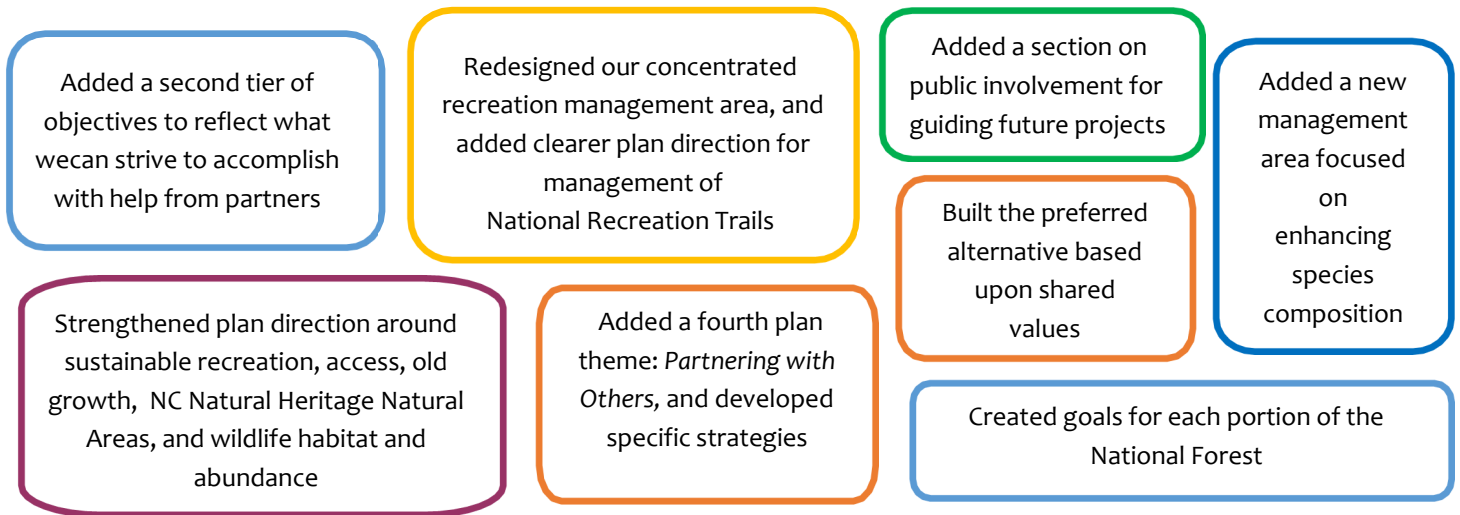 Added a second tier of
objectives to reflect what
wecan strive to accomplish
with help from partners
Redesigned our concentrated
recreation management area, and
added clearer plan direction for
management of
National Recreation Trails
Added a section on
public involvement for
guiding future projects
Added a new
management
area focused
on
enhancing
species
composition
Built the preferred
alternative based
upon shared
values
Strengthened plan direction around
sustainable recreation, access, old
growth, NC Natural Heritage Natural
Areas, and wildlife habitat and
abundance
Added a fourth plan
theme: Partnering with
Others, and developed
specific strategies
Created goals for each portion of the
National Forest